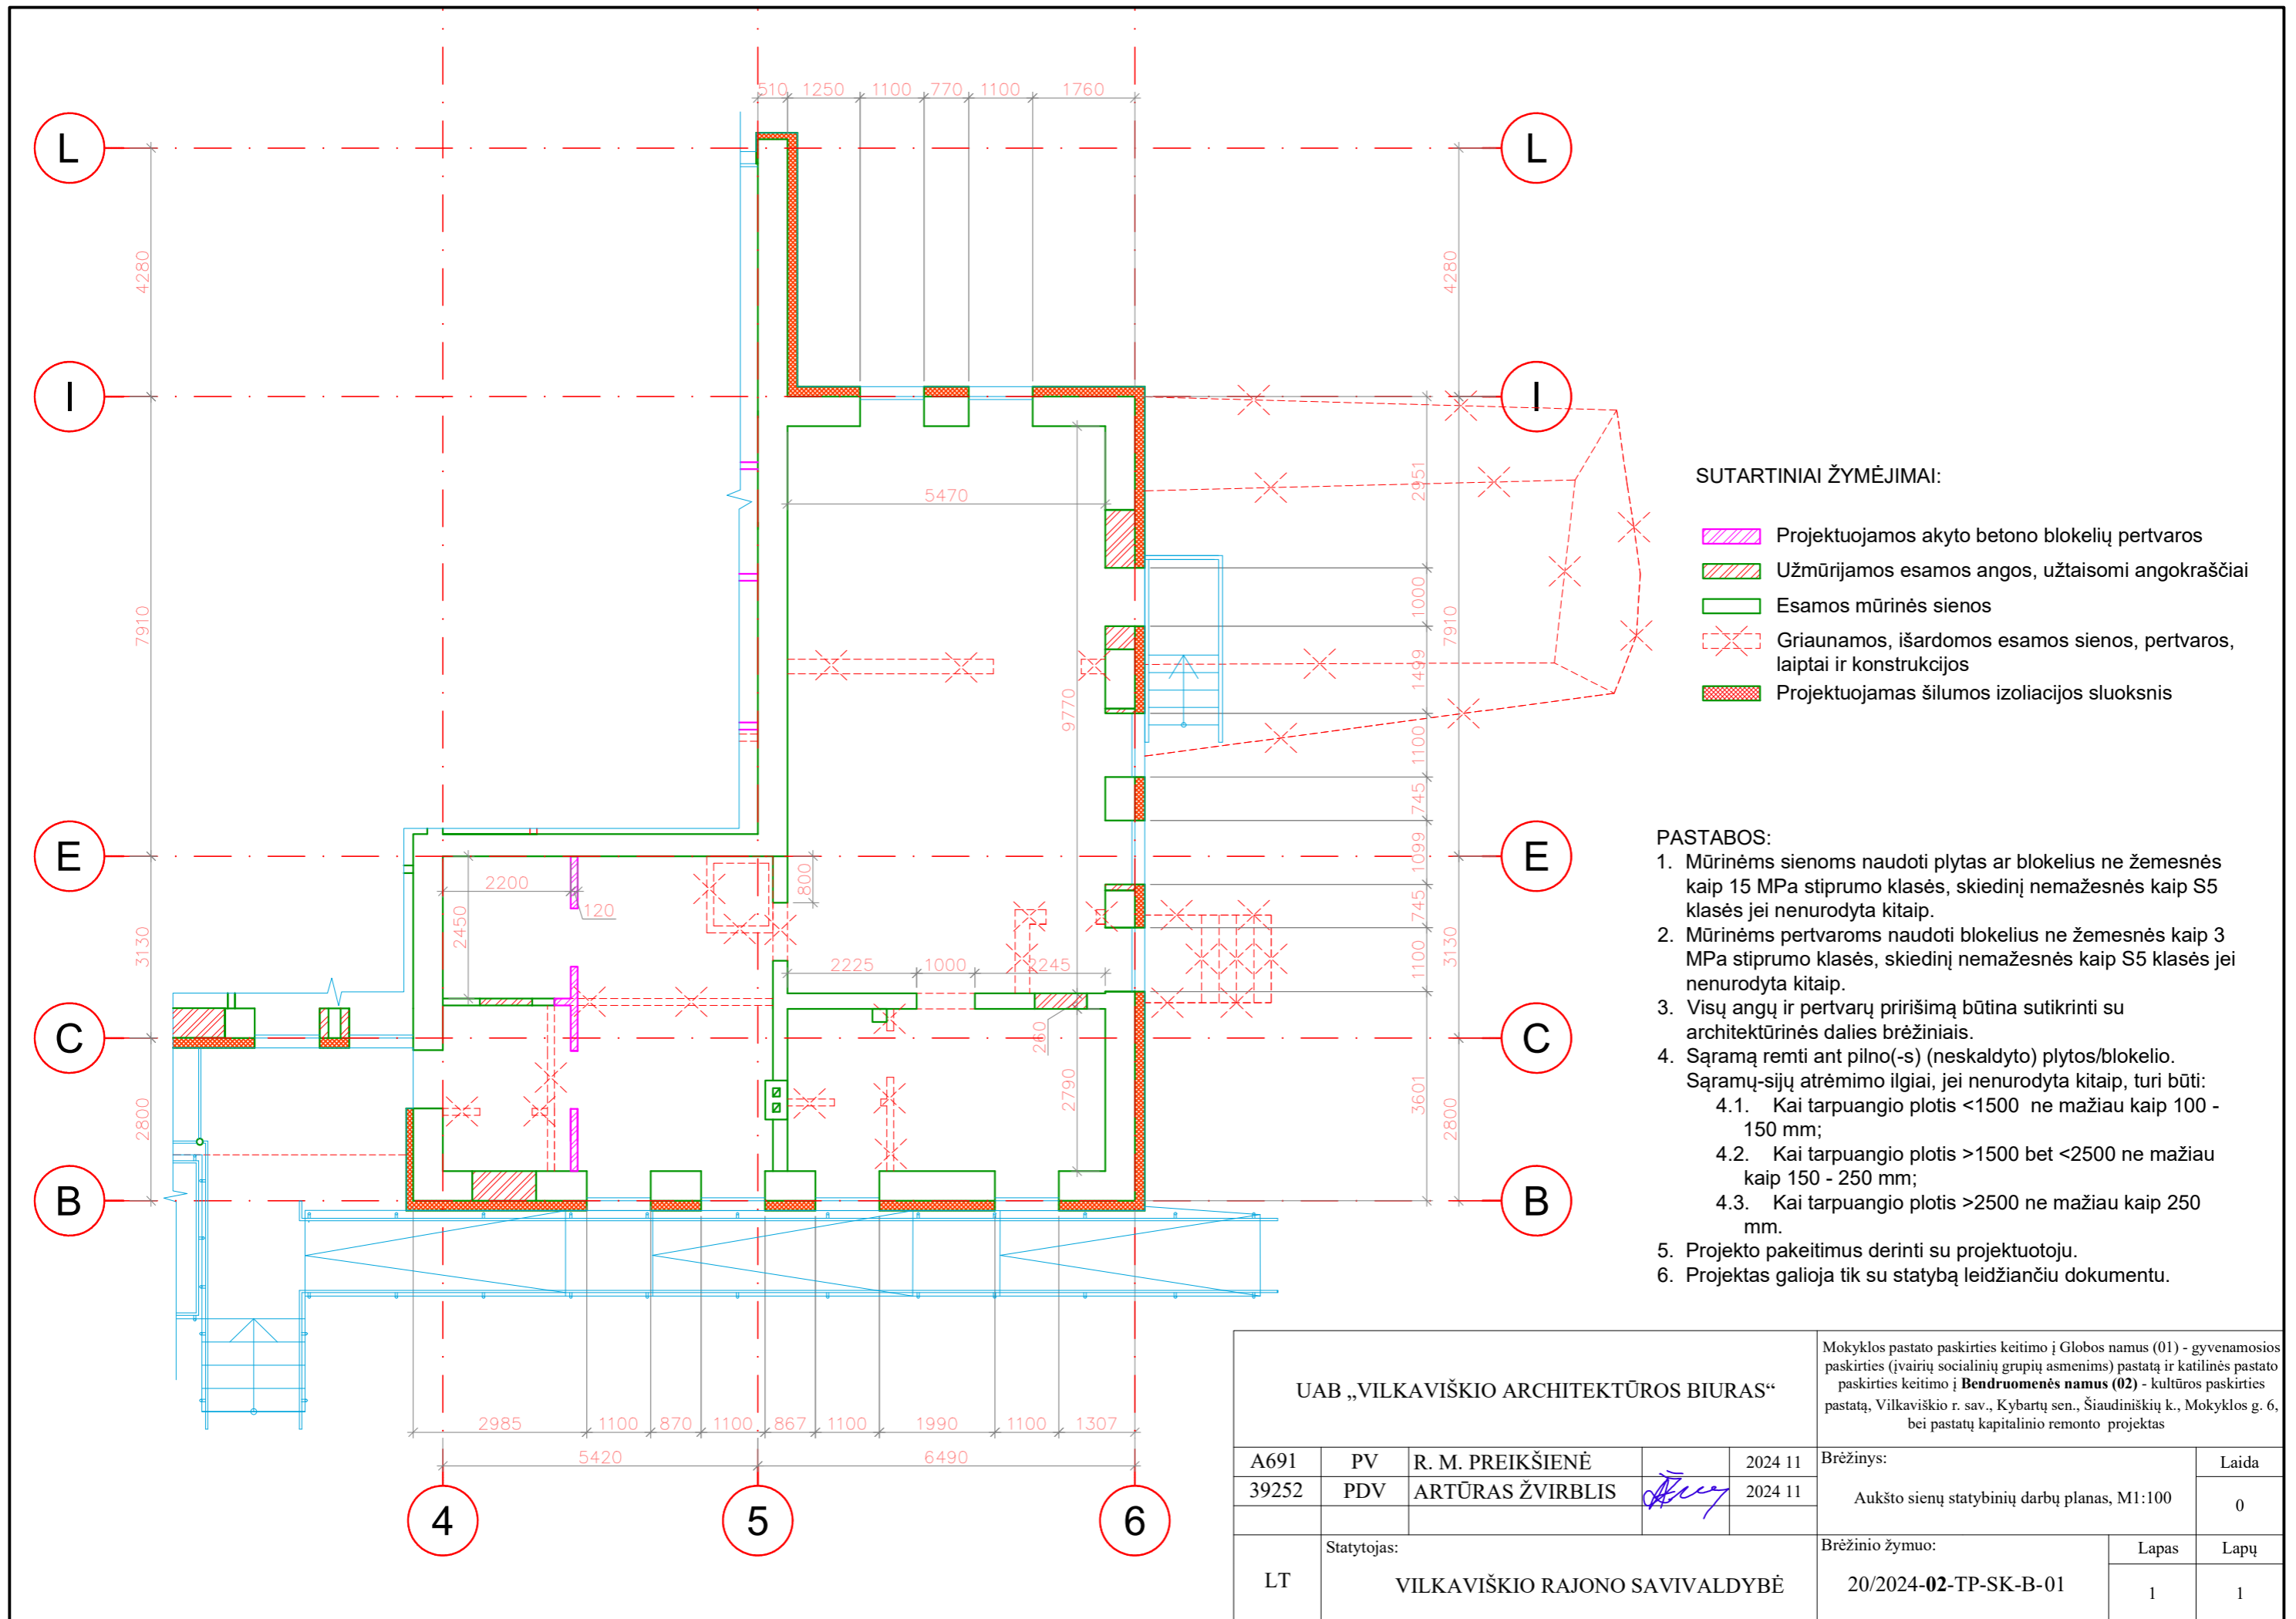 510 1250 1100 770 1100 1760
L
L
4280
4280
I
I
2951
5470
7910
1000
7910
1499
9770
1100
745
E
E
1099
800
2200
120
2450
745
3130
3130
2225 1000 2245
1100
C
C
260
2790
3601
2800
2800
B
B
2985 1100 870 1100 867 1100 1990 1100 1307
5420 6490
4 5 6
SUTARTINIAI ŽYMĖJIMAI:
Projektuojamos akyto betono blokelių pertvaros
Užmūrijamos esamos angos, užtaisomi angokraščiai
Esamos mūrinės sienos
Griaunamos, išardomos esamos sienos, pertvaros,
laiptai ir konstrukcijos
Projektuojamas šilumos izoliacijos sluoksnis
PASTABOS:
1. Mūrinėms sienoms naudoti plytas ar blokelius ne žemesnės
kaip 15 MPa stiprumo klasės, skiedinį nemažesnės kaip S5
klasės jei nenurodyta kitaip.
2. Mūrinėms pertvaroms naudoti blokelius ne žemesnės kaip 3
MPa stiprumo klasės, skiedinį nemažesnės kaip S5 klasės jei
nenurodyta kitaip.
3. Visų angų ir pertvarų pririšimą būtina sutikrinti su
architektūrinės dalies brėžiniais.
4. Sąramą remti ant pilno(-s) (neskaldyto) plytos/blokelio.
Sąramų-sijų atrėmimo ilgiai, jei nenurodyta kitaip, turi būti:
4.1. Kai tarpuangio plotis <1500 ne mažiau kaip 100 -
150 mm;
4.2. Kai tarpuangio plotis >1500 bet <2500 ne mažiau
kaip 150 - 250 mm;
4.3. Kai tarpuangio plotis >2500 ne mažiau kaip 250
mm.
5. Projekto pakeitimus derinti su projektuotoju.
6. Projektas galioja tik su statybą leidžiančiu dokumentu.
UAB „VILKAVIŠKIO ARCHITEKTŪROS BIURAS“
Mokyklos pastato paskirties keitimo į Globos namus (01) - gyvenamosios
paskirties (įvairių socialinių grupių asmenims) pastatą ir katilinės pastato
paskirties keitimo į Bendruomenės namus (02) - kultūros paskirties
pastatą, Vilkaviškio r. sav., Kybartų sen., Šiaudiniškių k., Mokyklos g. 6,
bei pastatų kapitalinio remonto projektas
A691 PV R. M. PREIKŠIENĖ 2024 11
39252 PDV ARTŪRAS ŽVIRBLIS 2024 11
Brėžinys:
Aukšto sienų statybinių darbų planas, M1:100
Laida
0
LT
Statytojas:
VILKAVIŠKIO RAJONO SAVIVALDYBĖ
Brėžinio žymuo:
20/2024-02-TP-SK-B-01
Lapas Lapų
1 1